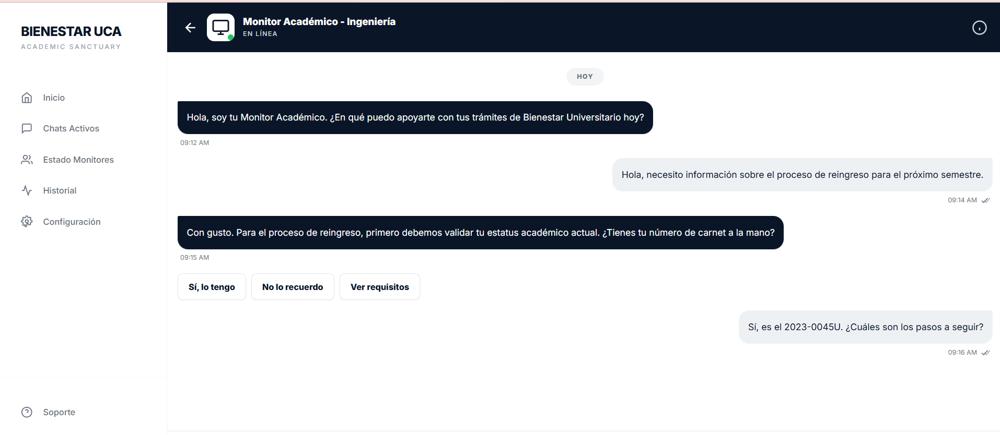 BIENESTAR UCA
ACADEMIC SANCTUARY
Inicio
Chats Activos
Estado Monitores
Historial
Configuración
Soporte
Monitor Académico - Ingeniería
EN LÍNEA
HOY
Hola, soy tu Monitor Académico. ¿En qué puedo apoyarte con tus trámites de Bienestar Universitario hoy?
09:12 AM
Hola, necesito información sobre el proceso de reingreso para el próximo semestre.
09:14 AM
Con gusto. Para el proceso de reingreso, primero debemos validar tu estatus académico actual. ¿Tienes tu número de carnet a la mano?
09:15 AM
Sí, lo tengo
No lo recuerdo
Ver requisitos
Sí, es el 2023-0045U. ¿Cuáles son los pasos a seguir?
09:16 AM